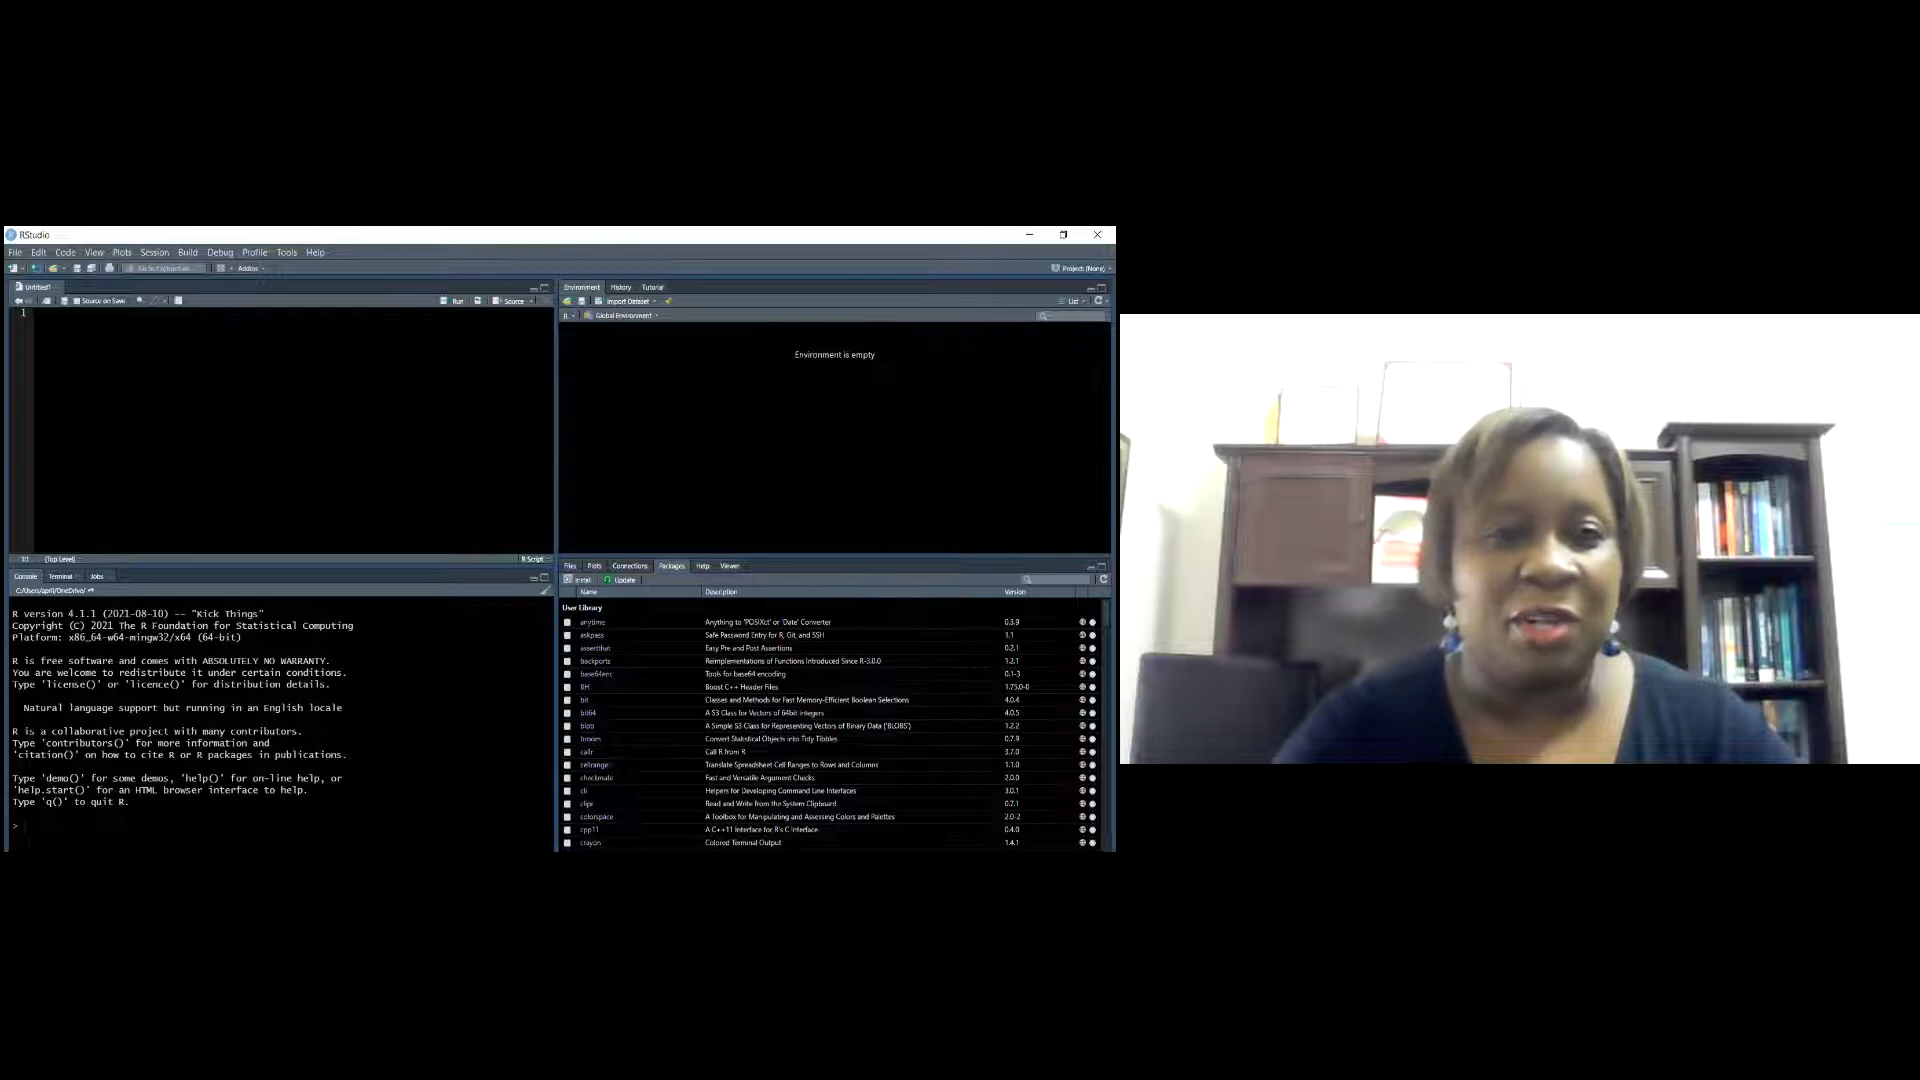 RStudio
File Edit Code View Plots Session Build Debug Profile Tools Help
Go to file/function Addins
Project: (None)
Untitled1
Source on Save Run Source
1
1:1 (Top Level) R Script
Console Terminal Jobs
C:/Users/april/OneDrive/
R version 4.1.1 (2021-08-10) -- "Kick Things"
Copyright (C) 2021 The R Foundation for Statistical Computing
Platform: x86_64-w64-mingw32/x64 (64-bit)
R is free software and comes with ABSOLUTELY NO WARRANTY.
You are welcome to redistribute it under certain conditions.
Type 'license()' or 'licence()' for distribution details.
Natural language support but running in an English locale
R is a collaborative project with many contributors.
Type 'contributors()' for more information and
'citation()' on how to cite R or R packages in publications.
Type 'demo()' for some demos, 'help()' for on-line help, or
'help.start()' for an HTML browser interface to help.
Type 'q()' to quit R.
>
Environment History Tutorial
Import Dataset List
R Global Environment
Environment is empty
Files Plots Connections Packages Help Viewer
Install Update
Name Description Version
User Library
anytime Anything to 'POSIXct' or 'Date' Converter 0.3.9
askpass Safe Password Entry for R, Git, and SSH 1.1
assertthat Easy Pre and Post Assertions 0.2.1
backports Reimplementations of Functions Introduced Since R-3.0.0 1.2.1
base64enc Tools for base64 encoding 0.1-3
BH Boost C++ Header Files 1.75.0-0
bit Classes and Methods for Fast Memory-Efficient Boolean Selections 4.0.4
bit64 A S3 Class for Vectors of 64bit Integers 4.0.5
blob A Simple S3 Class for Representing Vectors of Binary Data ('BLOBS') 1.2.2
broom Convert Statistical Objects into Tidy Tibbles 0.7.9
callr Call R from R 3.7.0
cellranger Translate Spreadsheet Cell Ranges to Rows and Columns 1.1.0
checkmate Fast and Versatile Argument Checks 2.0.0
cli Helpers for Developing Command Line Interfaces 3.0.1
clipr Read and Write from the System Clipboard 0.7.1
colorspace A Toolbox for Manipulating and Assessing Colors and Palettes 2.0-2
cpp11 A C++11 Interface for R's C Interface 0.4.0
crayon Colored Terminal Output 1.4.1